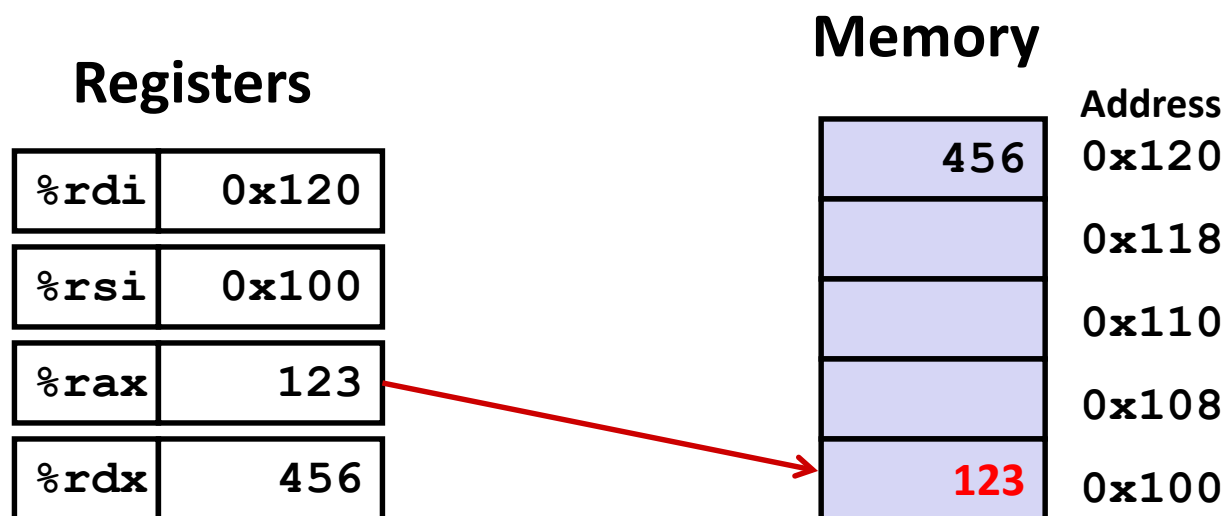 Registers
%rdi 0x120
%rsi 0x100
%rax 123
%rdx 456
Memory
Address
456 0x120
0x118
0x110
0x108
123 0x100